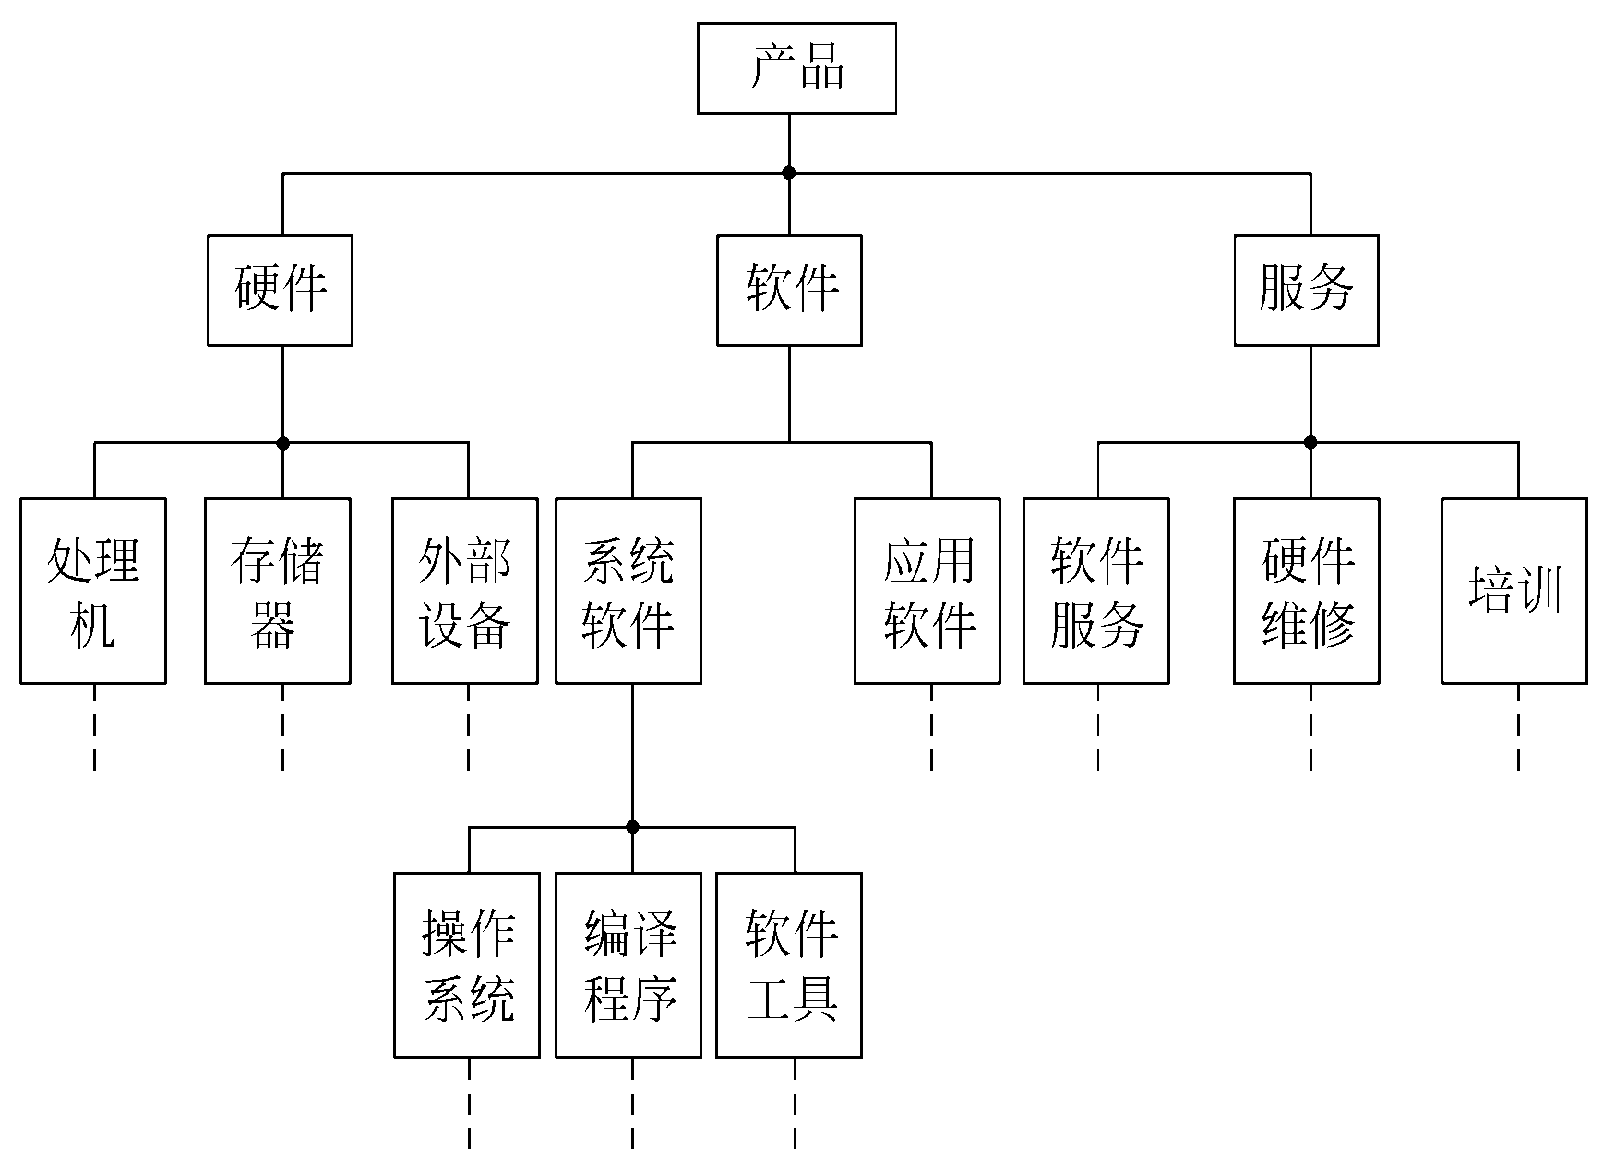 产品
硬件
软件
服务
处理
机
存储
器
外部
设备
系统
软件
应用
软件
软件
服务
硬件
维修
培训
操作
系统
编译
程序
软件
工具